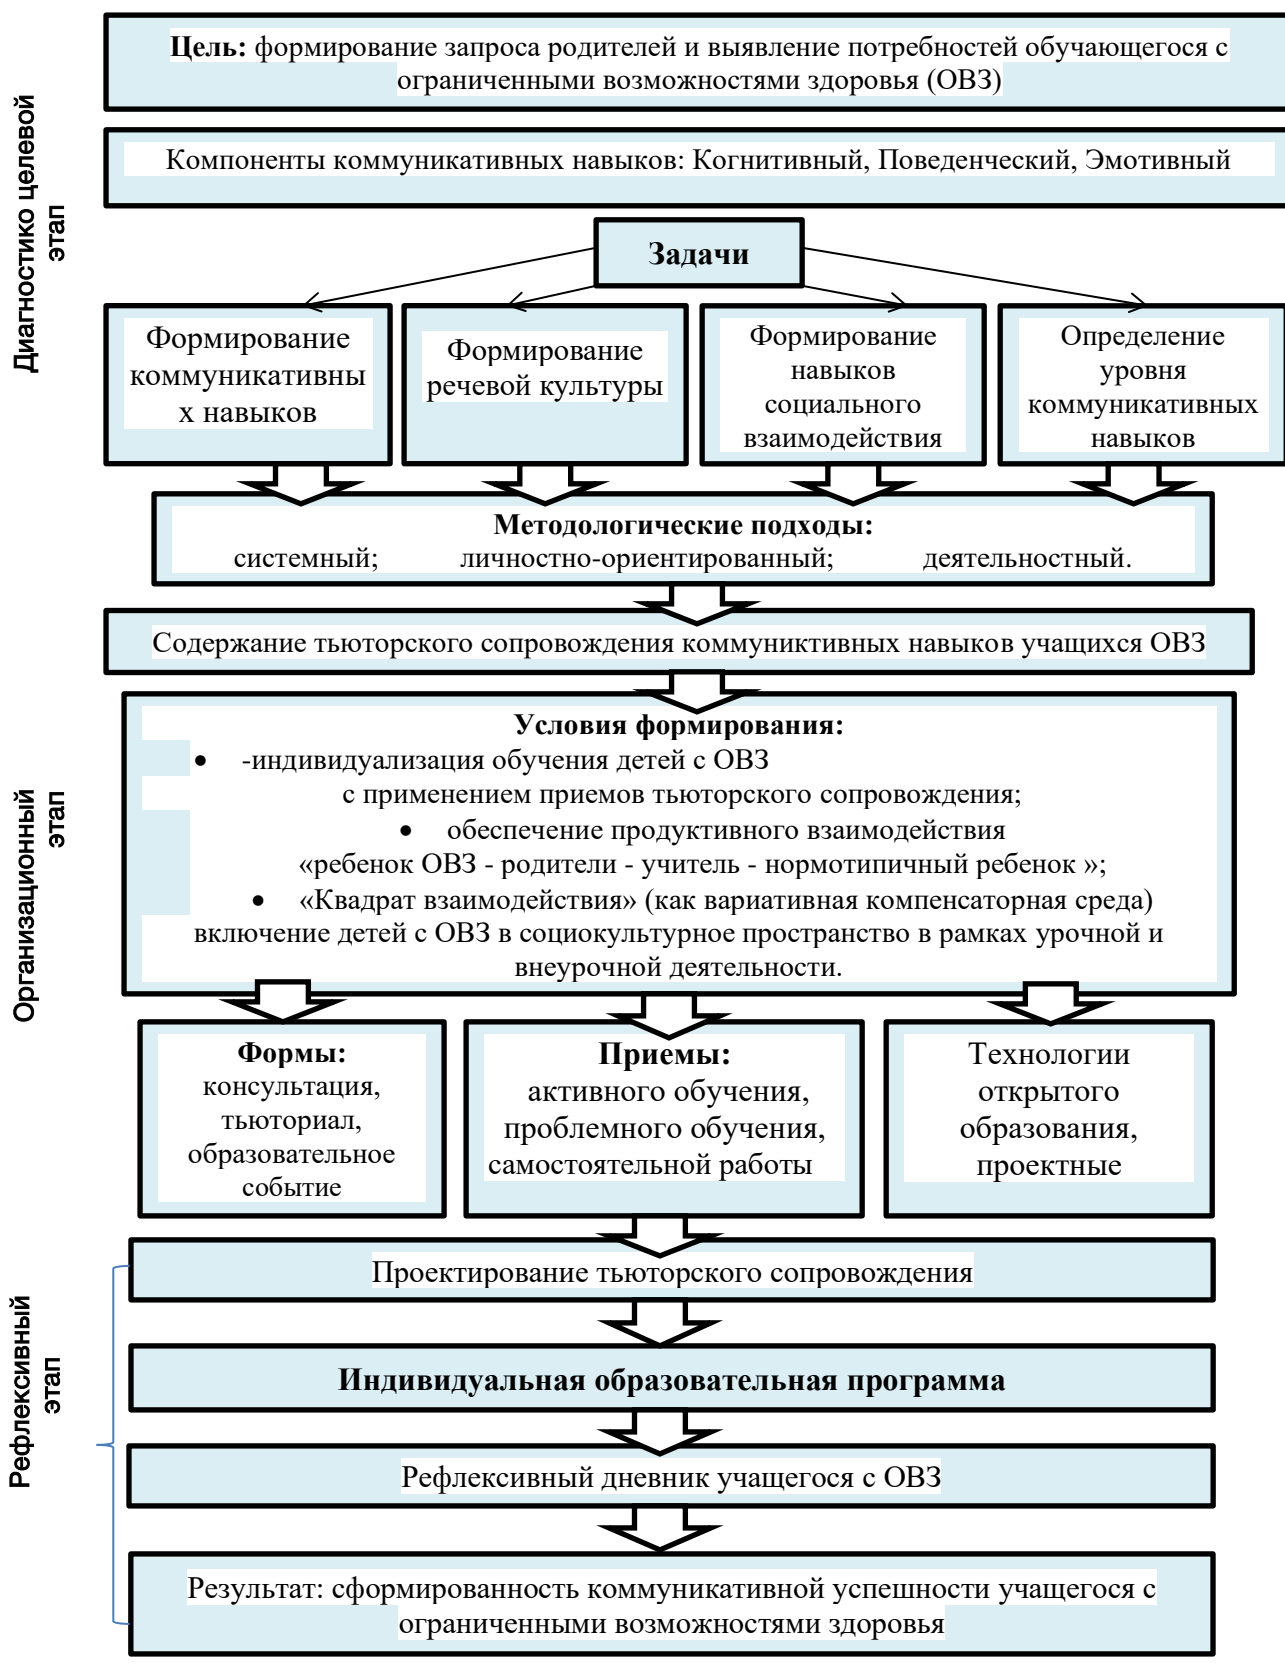 Диагностико целевой
этап
Цель: формирование запроса родителей и выявление потребностей обучающегося с
ограниченными возможностями здоровья (ОВЗ)
Компоненты коммуникативных навыков: Когнитивный, Поведенческий, Эмотивный
Задачи
Формирование
коммуникативны
х навыков
Формирование
речевой культуры
Формирование
навыков
социального
взаимодействия
Определение
уровня
коммуникативных
навыков
Методологические подходы:
системный; личностно-ориентированный; деятельностный.
Содержание тьюторского сопровождения коммуниктивных навыков учащихся ОВЗ
Организационный
этап
Условия формирования:
• -индивидуализация обучения детей с ОВЗ
с применением приемов тьюторского сопровождения;
• обеспечение продуктивного взаимодействия
«ребенок ОВЗ - родители - учитель - нормотипичный ребенок »;
• «Квадрат взаимодействия» (как вариативная компенсаторная среда)
включение детей с ОВЗ в социокультурное пространство в рамках урочной и
внеурочной деятельности.
Формы:
консультация,
тьюториал,
образовательное
событие
Приемы:
активного обучения,
проблемного обучения,
самостоятельной работы
Технологии
открытого
образования,
проектные
Рефлексивный
этап
Проектирование тьюторского сопровождения
Индивидуальная образовательная программа
Рефлексивный дневник учащегося с ОВЗ
Результат: сформированность коммуникативной успешности учащегося с
ограниченными возможностями здоровья